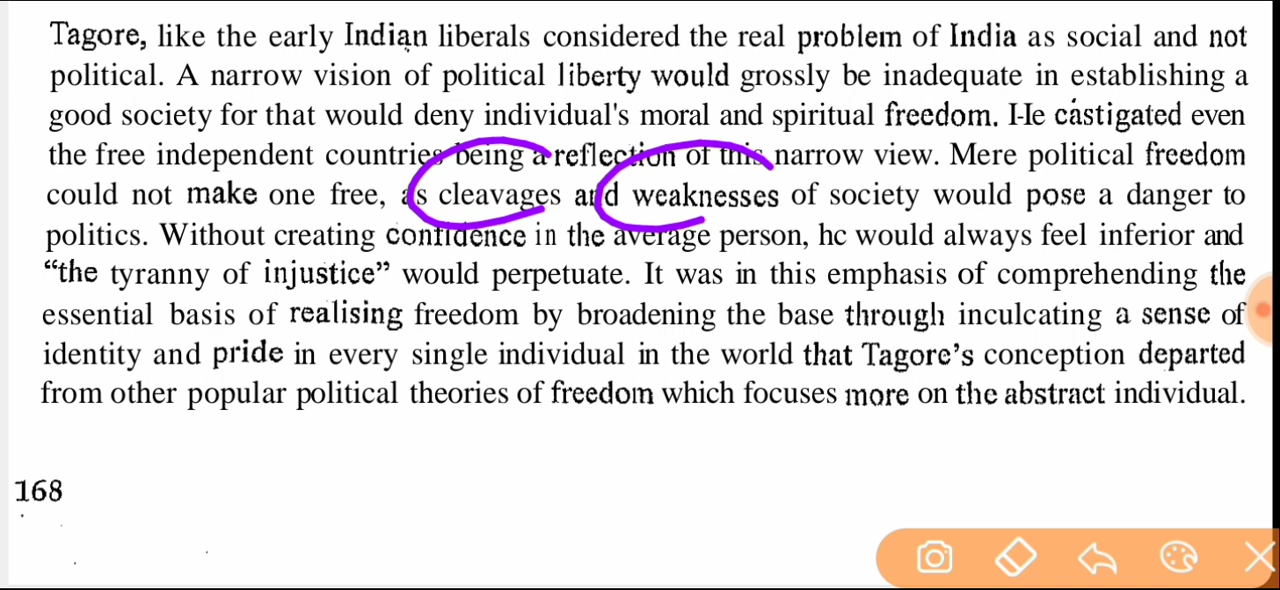 Tagore, like the early Indian liberals considered the real problem of India as social and not
political. A narrow vision of political liberty would grossly be inadequate in establishing a
good society for that would deny individual's moral and spiritual freedom. He castigated even
the free independent countries being a reflection of this narrow view. Mere political freedom
could not make one free, as cleavages and weaknesses of society would pose a danger to
politics. Without creating confidence in the average person, hc would always feel inferior and
“the tyranny of injustice” would perpetuate. It was in this emphasis of comprehending the
essential basis of realising freedom by broadening the base through inculcating a sense of
identity and pride in every single individual in the world that Tagore’s conception departed
from other popular political theories of freedom which focuses more on the abstract individual.
168